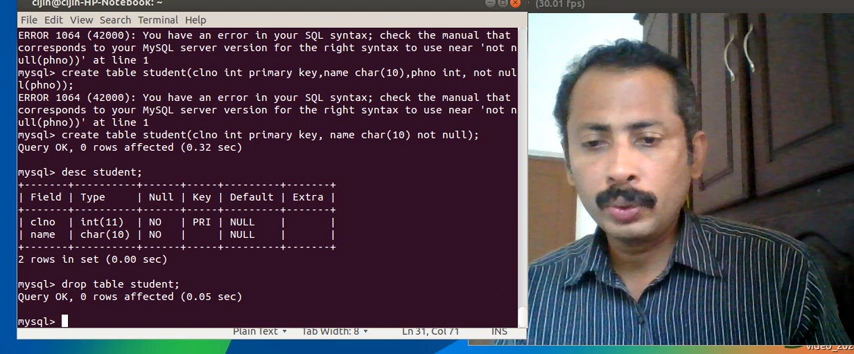 cijin@cijin-HP-Notebook: ~
(30.01 fps)
File Edit View Search Terminal Help
ERROR 1064 (42000): You have an error in your SQL syntax; check the manual that
corresponds to your MySQL server version for the right syntax to use near 'not n
ull(phno))' at line 1
mysql> create table student(clno int primary key,name char(10),phno int, not nul
l(phno));
ERROR 1064 (42000): You have an error in your SQL syntax; check the manual that
corresponds to your MySQL server version for the right syntax to use near 'not n
ull(phno))' at line 1
mysql> create table student(clno int primary key, name char(10) not null);
Query OK, 0 rows affected (0.32 sec)
mysql> desc student;
+-------+----------+------+-----+---------+-------+
| Field | Type     | Null | Key | Default | Extra |
+-------+----------+------+-----+---------+-------+
| clno  | int(11)  | NO   | PRI | NULL    |       |
| name  | char(10) | NO   |     | NULL    |       |
+-------+----------+------+-----+---------+-------+
2 rows in set (0.00 sec)
mysql> drop table student;
Query OK, 0 rows affected (0.05 sec)
mysql>
Plain Text Tab Width: 8 Ln 31, Col 71 INS